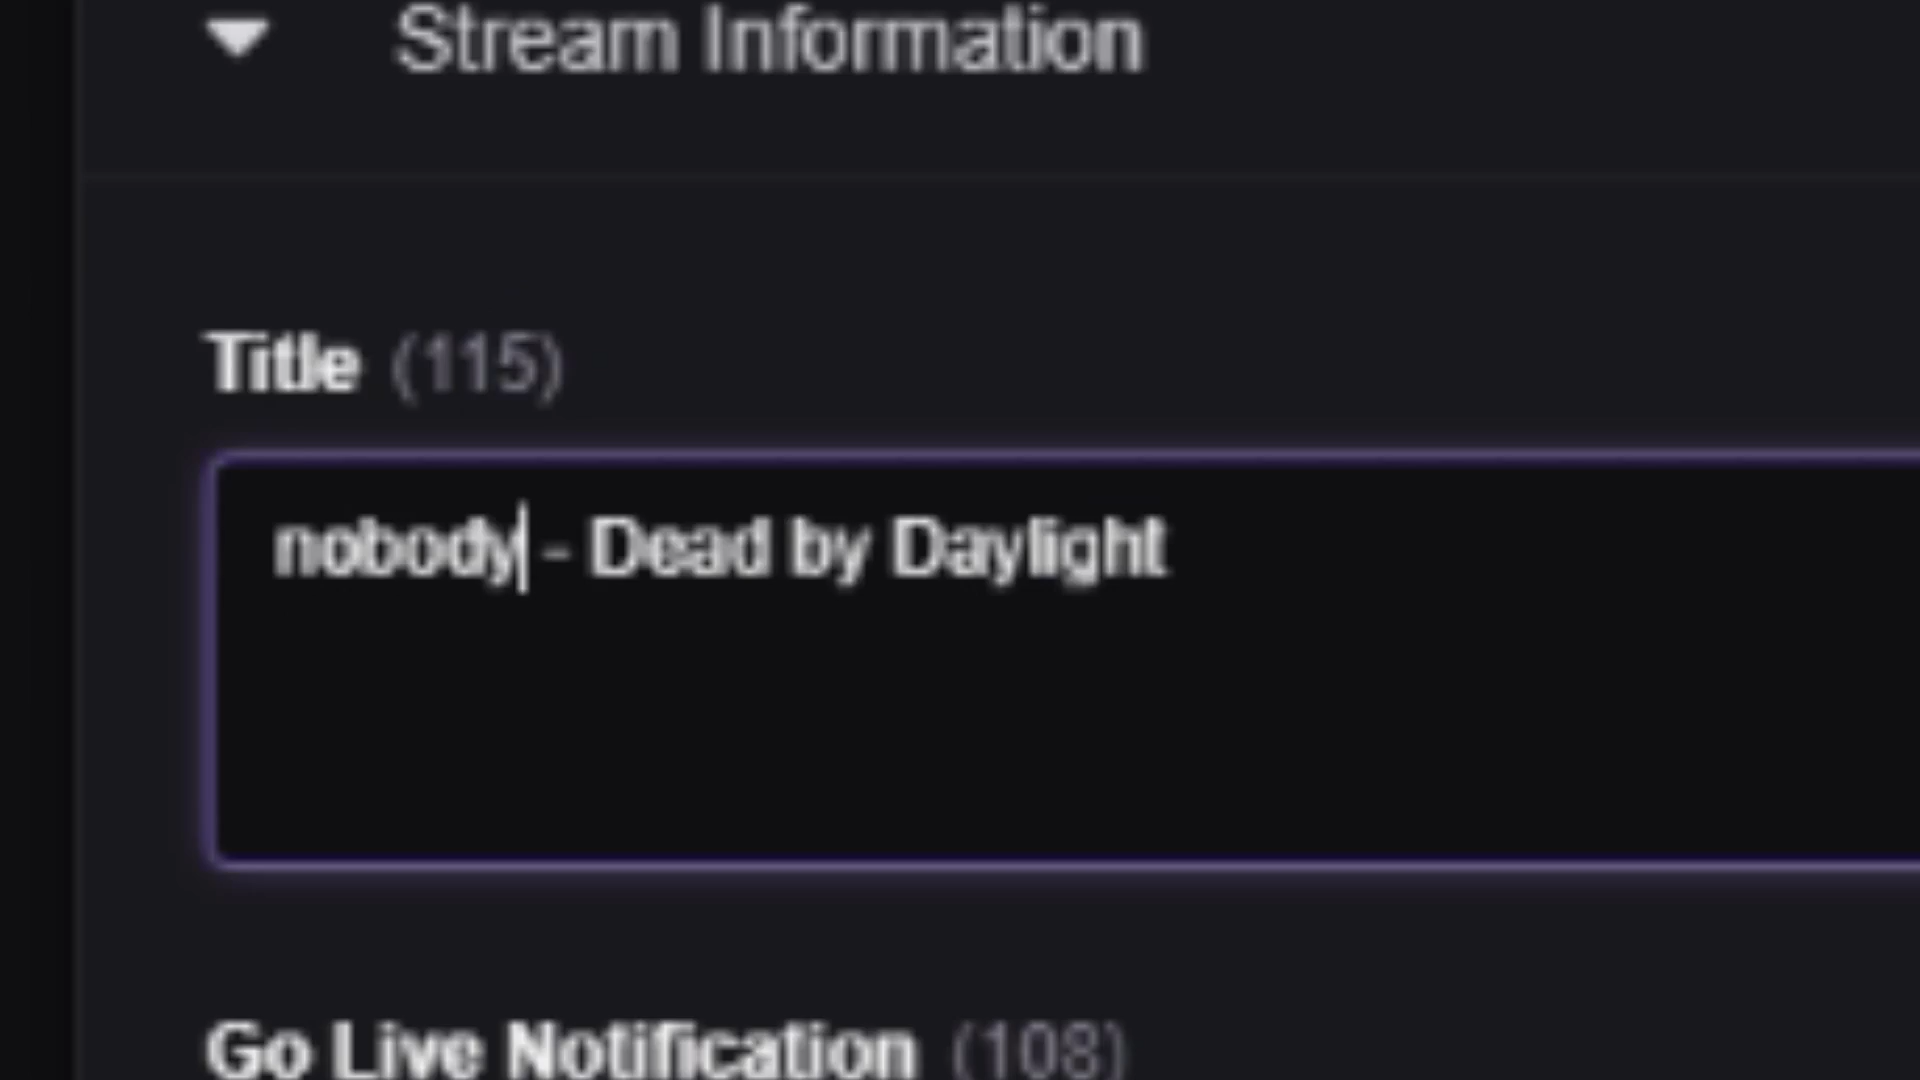 Stream Information
Title (115)
nobody - Dead by Daylight
Go Live Notification (108)